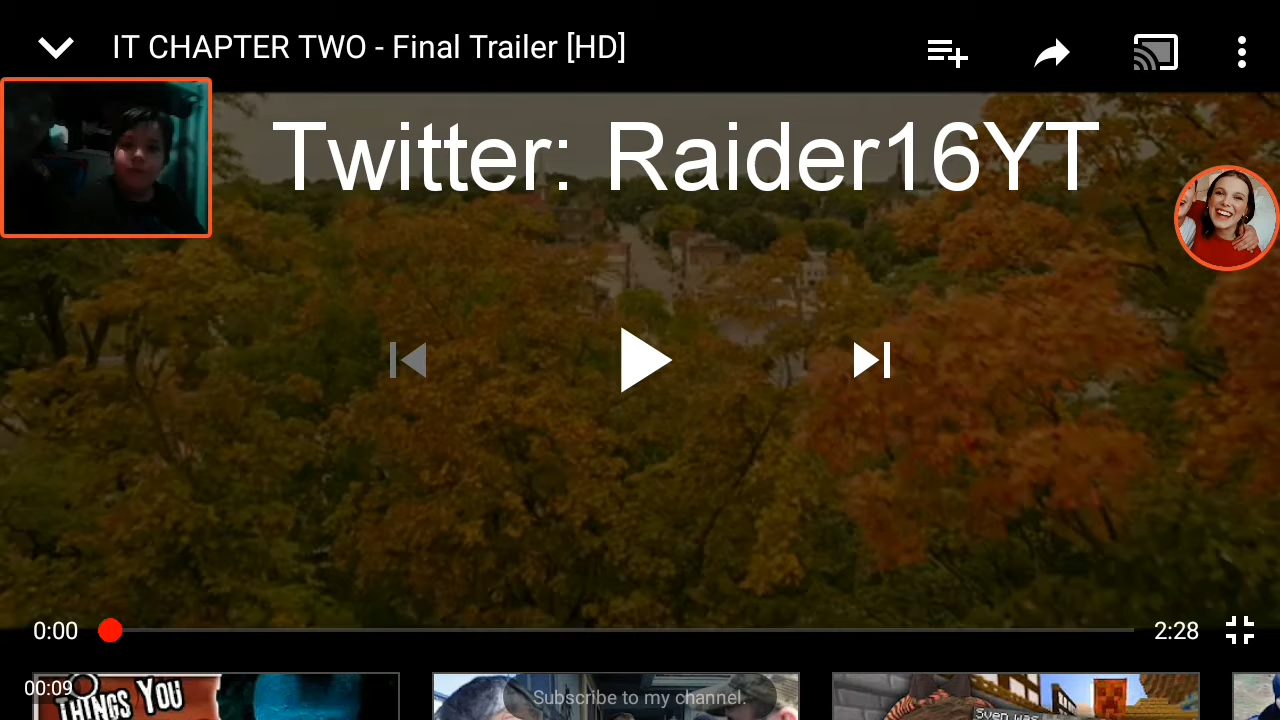 IT CHAPTER TWO - Final Trailer [HD]
Twitter: Raider16YT
0:00
2:28
00:09
THINGS YOU
Subscribe to my channel.
Sven was